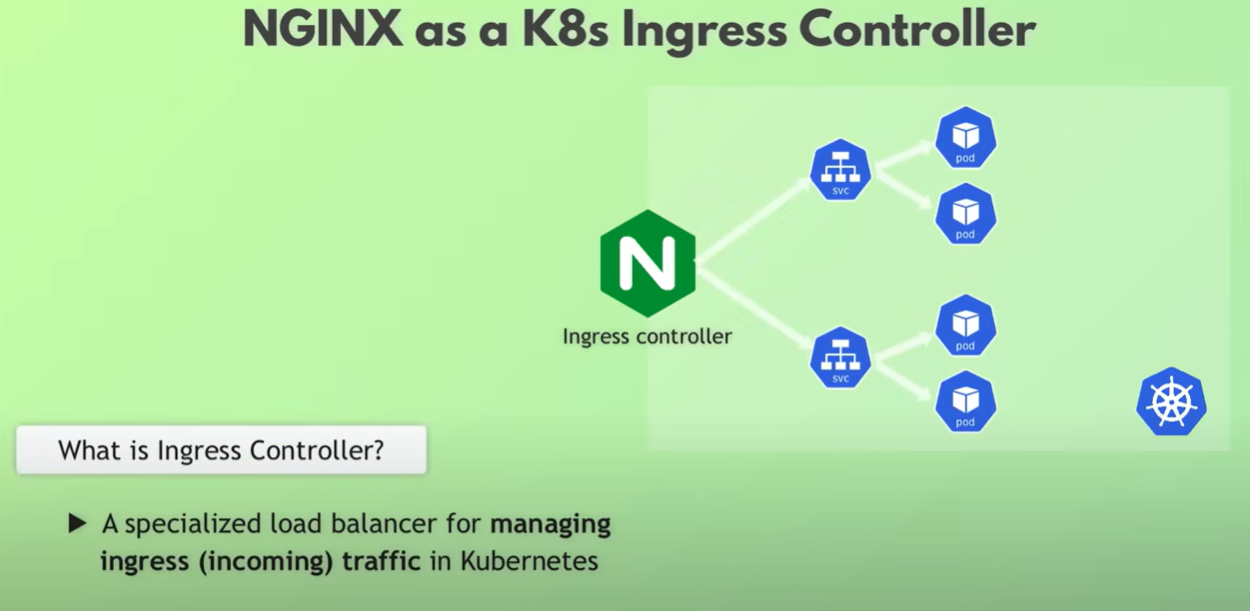 NGINX as a K8s Ingress Controller
pod
svc
pod
N
Ingress controller
pod
svc
pod
What is Ingress Controller?
A specialized load balancer for managing
ingress (incoming) traffic in Kubernetes